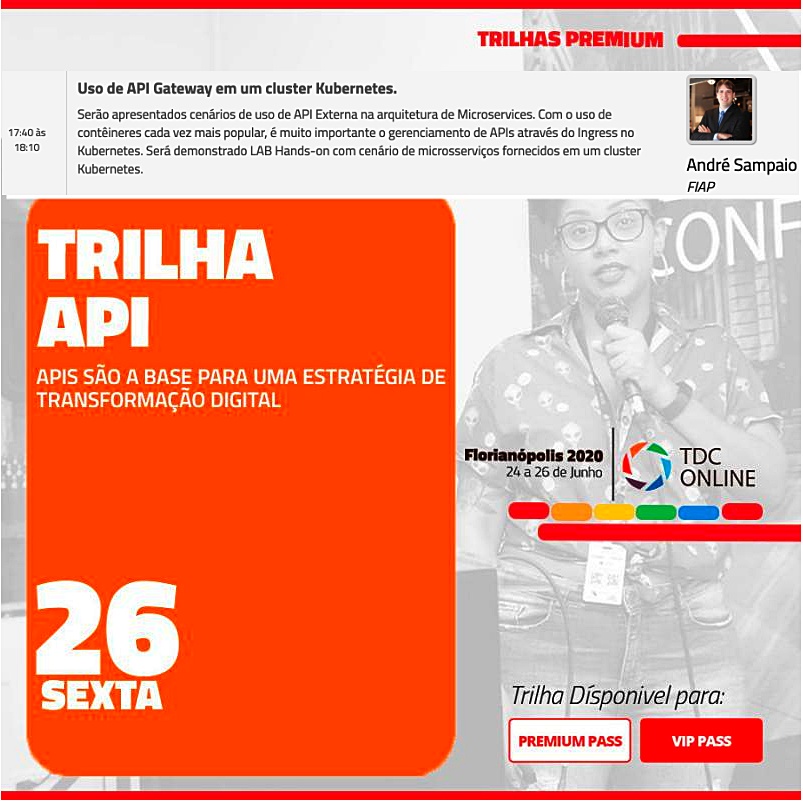 TRILHAS PREMIUM
Uso de API Gateway em um cluster Kubernetes.
17:40 às
18:10
Serão apresentados cenários de uso de API Externa na arquitetura de Microservices. Com o uso de
contêineres cada vez mais popular, é muito importante o gerenciamento de APIs através do Ingress no
Kubernetes. Será demonstrado LAB Hands-on com cenário de microsserviços fornecidos em um cluster
Kubernetes.
André Sampaio
FIAP
CONF
TRILHA
API
APIS SÃO A BASE PARA UMA ESTRATÉGIA DE
TRANSFORMAÇÃO DIGITAL
Florianópolis 2020
24 a 26 de Junho
TDC
ONLINE
26
SEXTA
Trilha Dísponivel para:
PREMIUM PASS
VIP PASS